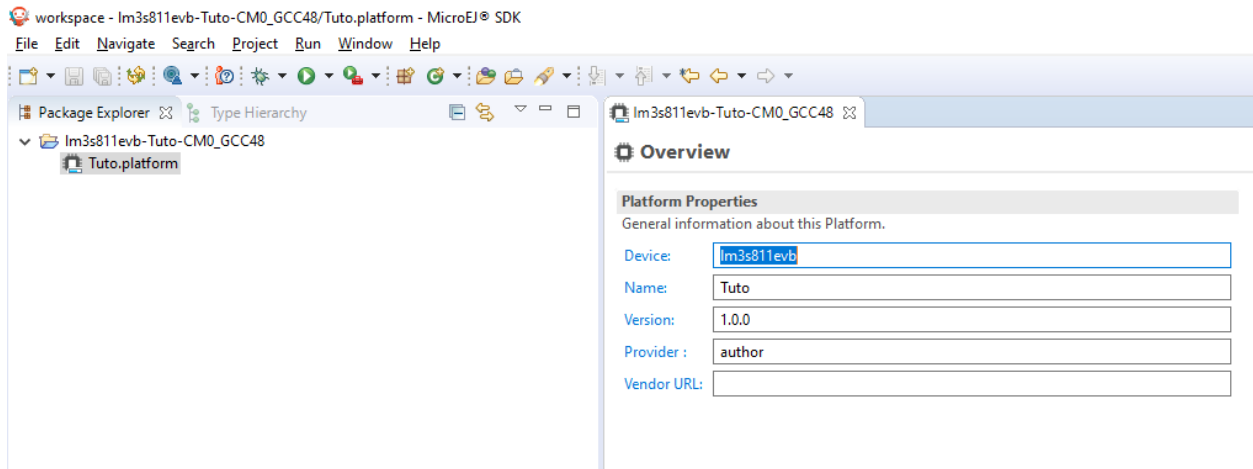 workspace - lm3s811evb-Tuto-CM0_GCC48/Tuto.platform - MicroEJ® SDK
File Edit Navigate Search Project Run Window Help
Package Explorer Type Hierarchy
lm3s811evb-Tuto-CM0_GCC48
lm3s811evb-Tuto-CM0_GCC48
Tuto.platform
Overview
Platform Properties
General information about this Platform.
Device: lm3s811evb
Name: Tuto
Version: 1.0.0
Provider : author
Vendor URL: